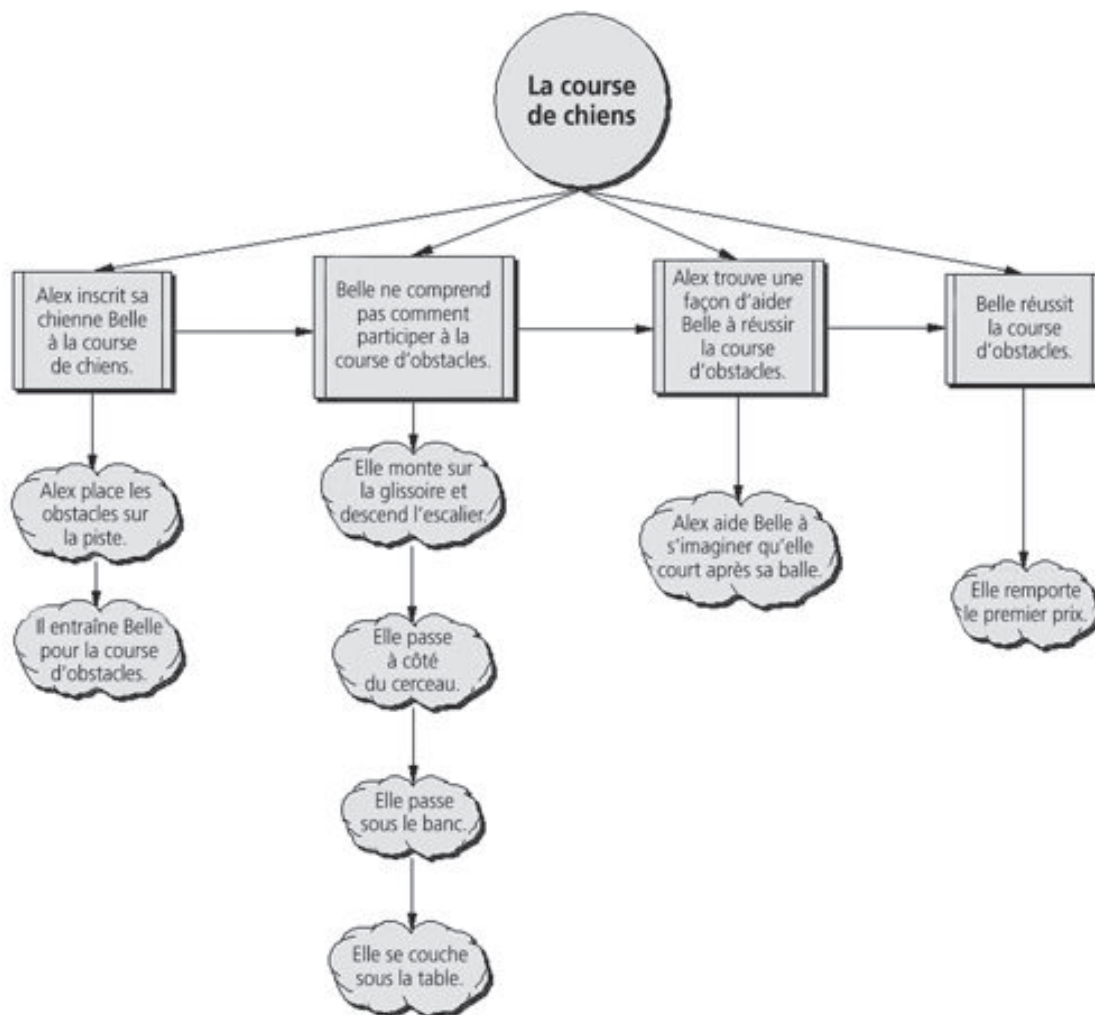 La course
de chiens
Alex inscrit sa
chienne Belle
à la course
de chiens.
Belle ne comprend
pas comment
participer à la
course d'obstacles.
Alex trouve une
façon d'aider
Belle à réussir
la course
d'obstacles.
Belle réussit
la course
d'obstacles.
Alex place les
obstacles sur
la piste.
Il entraîne Belle
pour la course
d'obstacles.
Elle monte sur
la glissoire et
descend l'escalier.
Elle passe
à côté
du cerceau.
Elle passe
sous le banc.
Elle se couche
sous la table.
Alex aide Belle à
s'imaginer qu'elle
court après sa balle.
Elle remporte
le premier prix.